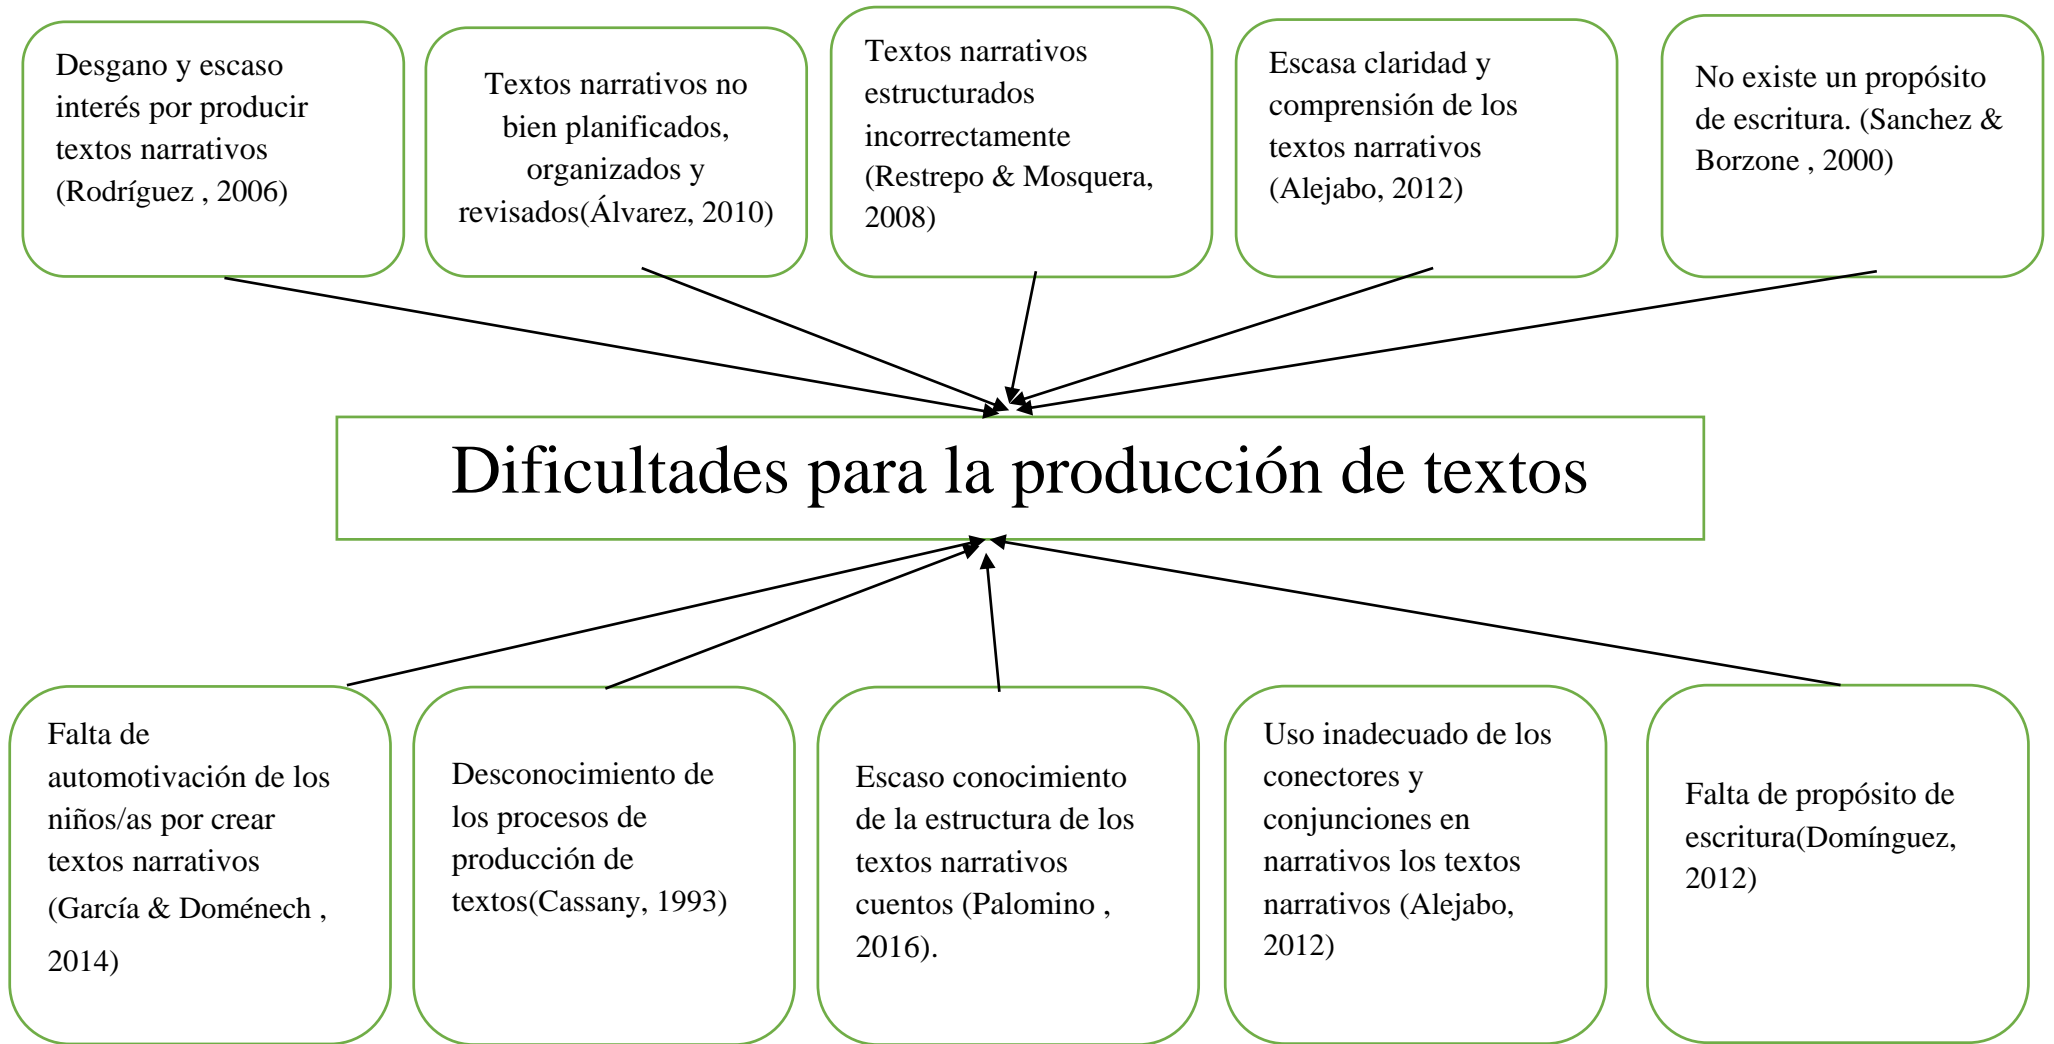 Desgano y escaso
interés por producir
textos narrativos
(Rodríguez , 2006)
Textos narrativos no
bien planificados,
organizados y
revisados(Álvarez, 2010)
Textos narrativos
estructurados
incorrectamente
(Restrepo & Mosquera,
2008)
Escasa claridad y
comprensión de los
textos narrativos
(Alejabo, 2012)
No existe un propósito
de escritura. (Sanchez &
Borzone , 2000)
Dificultades para la producción de textos
Falta de
automotivación de los
niños/as por crear
textos narrativos
(García & Doménech ,
2014)
Desconocimiento de
los procesos de
producción de
textos(Cassany, 1993)
Escaso conocimiento
de la estructura de los
textos narrativos
cuentos (Palomino ,
2016).
Uso inadecuado de los
conectores y
conjunciones en
narrativos los textos
narrativos (Alejabo,
2012)
Falta de propósito de
escritura(Domínguez,
2012)